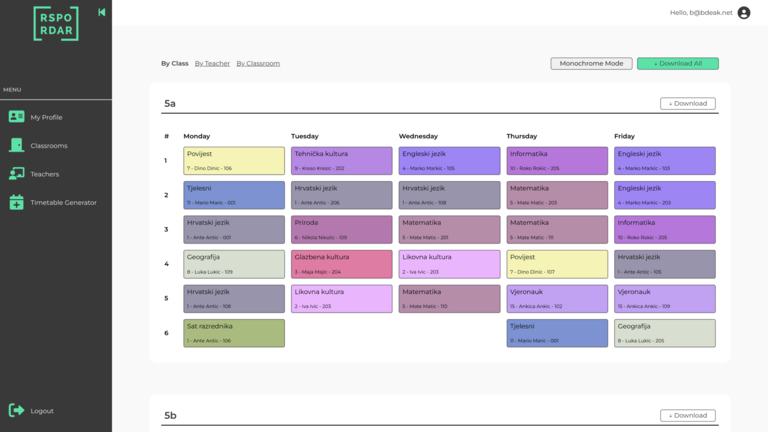 RSPO
RDAR
Hello, b@bdeak.net
MENU
My Profile
Classrooms
Teachers
Timetable Generator
Logout
By Class By Teacher By Classroom
Monochrome Mode
↓ Download All
5a
↓ Download
# Monday Tuesday Wednesday Thursday Friday
1
Povijest
7 - Dino Dinic - 106
Tehnička kultura
9 - Kreso Kresic - 202
Engleski jezik
4 - Marko Markic - 105
Informatika
10 - Roko Rokic - 205
Engleski jezik
4 - Marko Markic - 103
2
Tjelesni
11 - Mario Maric - 001
Hrvatski jezik
1 - Ante Antic - 206
Hrvatski jezik
1 - Ante Antic - 108
Matematika
5 - Mate Matic - 203
Engleski jezik
4 - Marko Markic - 203
3
Hrvatski jezik
1 - Ante Antic - 001
Priroda
6 - Nikola Nikolic - 109
Matematika
5 - Mate Matic - 201
Matematika
5 - Mate Matic - 111
Informatika
10 - Roko Rokic - 205
4
Geografija
8 - Luka Lukic - 109
Glazbena kultura
3 - Maja Majic - 204
Likovna kultura
2 - Iva Ivic - 203
Povijest
7 - Dino Dinic - 107
Hrvatski jezik
1 - Ante Antic - 105
5
Hrvatski jezik
1 - Ante Antic - 108
Likovna kultura
2 - Iva Ivic - 203
Matematika
5 - Mate Matic - 110
Vjeronauk
15 - Ankica Ankic - 102
Vjeronauk
15 - Ankica Ankic - 109
6
Sat razrednika
1 - Ante Antic - 106
Tjelesni
11 - Mario Maric - 001
Geografija
8 - Luka Lukic - 205
5b
↓ Download